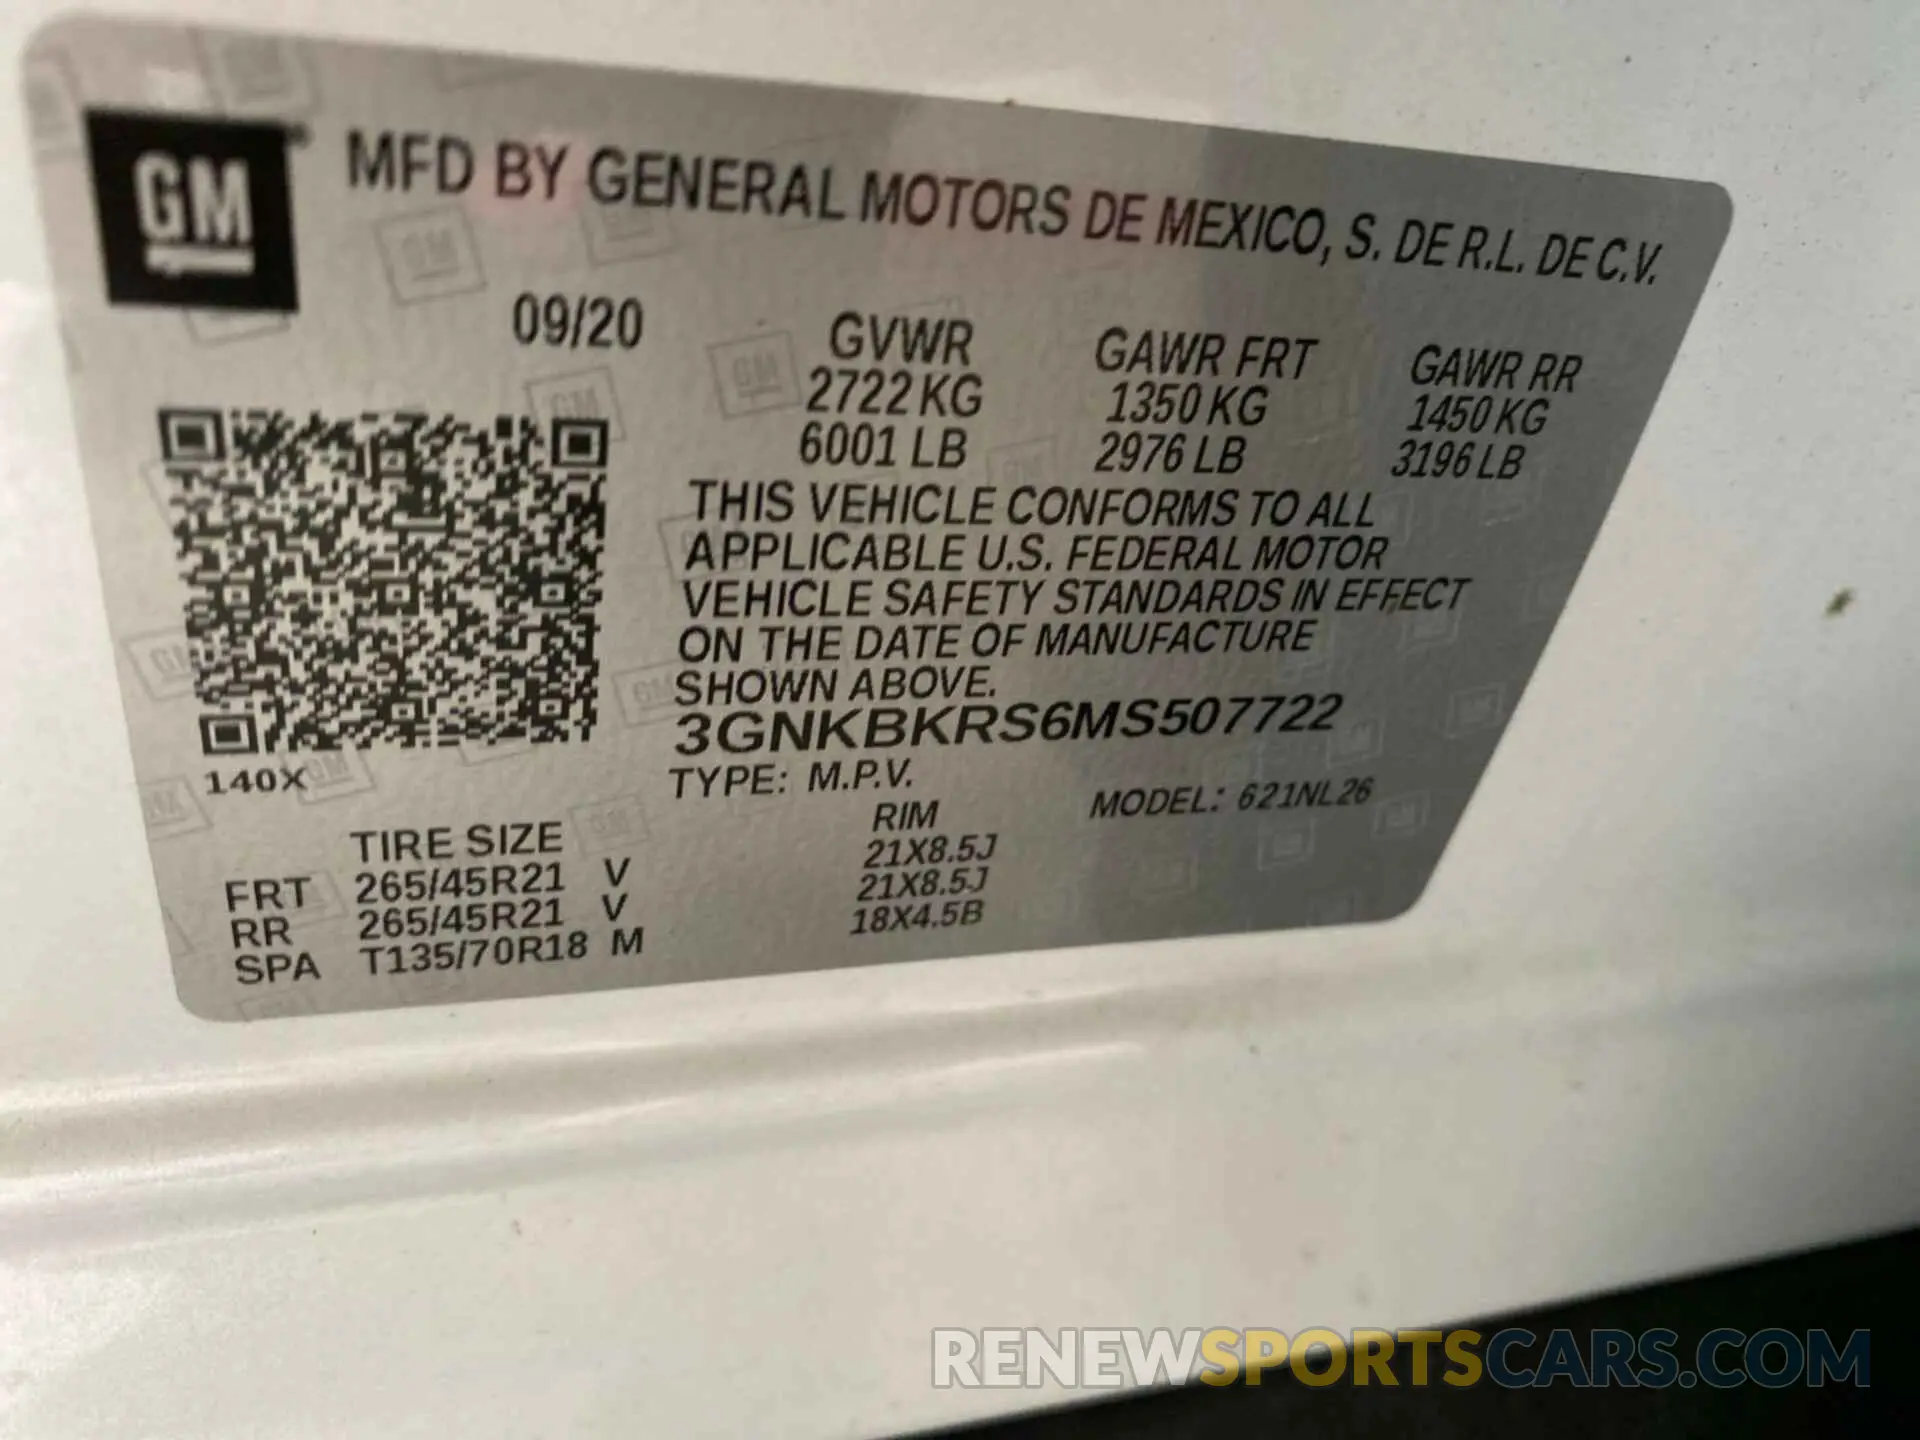 GM
MFD BY GENERAL MOTORS DE MEXICO, S. DE R.L. DE C.V.
09/20 GVWR GAWR FRT GAWR RR
2722 KG 1350 KG 1450 KG
6001 LB 2976 LB 3196 LB
THIS VEHICLE CONFORMS TO ALL
APPLICABLE U.S. FEDERAL MOTOR
VEHICLE SAFETY STANDARDS IN EFFECT
ON THE DATE OF MANUFACTURE
SHOWN ABOVE.
3GNKBKRS6MS507722
140X TYPE: M.P.V. MODEL: 621NL26
TIRE SIZE RIM
FRT 265/45R21 V 21X8.5J
RR 265/45R21 V 21X8.5J
SPA T135/70R18 M 18X4.5B
RENEWSPORTSCARS.COM